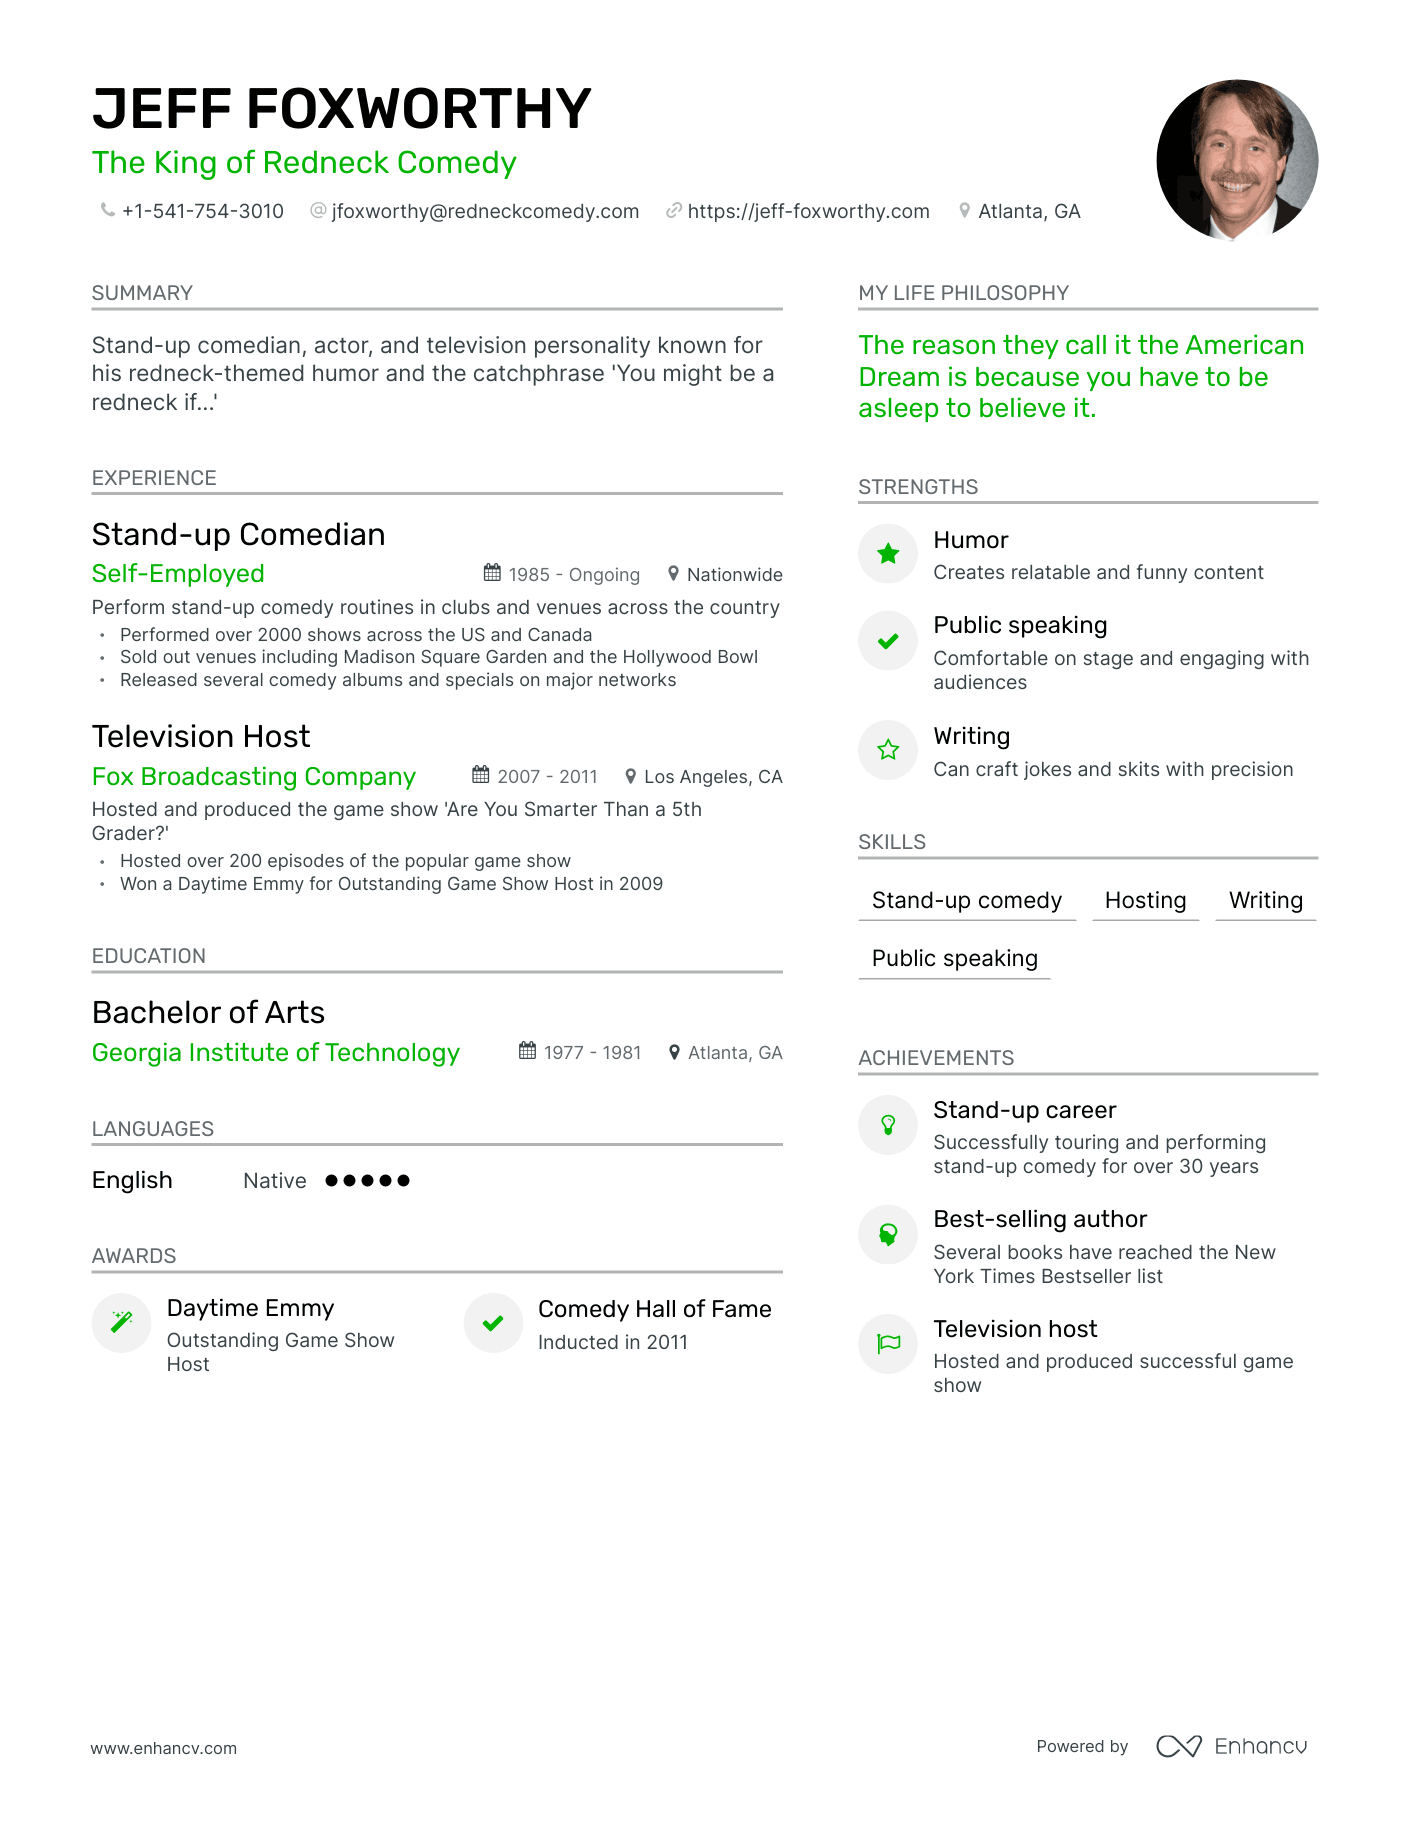 JEFF FOXWORTHY
The King of Redneck Comedy
+1-541-754-3010 @ jfoxworthy@redneckcomedy.com https://jeff-foxworthy.com Atlanta, GA
SUMMARY
Stand-up comedian, actor, and television personality known for
his redneck-themed humor and the catchphrase 'You might be a
redneck if...'
EXPERIENCE
Stand-up Comedian
Self-Employed 1985 - Ongoing Nationwide
Perform stand-up comedy routines in clubs and venues across the country
• Performed over 2000 shows across the US and Canada
• Sold out venues including Madison Square Garden and the Hollywood Bowl
• Released several comedy albums and specials on major networks
Television Host
Fox Broadcasting Company 2007 - 2011 Los Angeles, CA
Hosted and produced the game show 'Are You Smarter Than a 5th
Grader?'
• Hosted over 200 episodes of the popular game show
• Won a Daytime Emmy for Outstanding Game Show Host in 2009
EDUCATION
Bachelor of Arts
Georgia Institute of Technology 1977 - 1981 Atlanta, GA
LANGUAGES
English Native
AWARDS
Daytime Emmy
Outstanding Game Show
Host
Comedy Hall of Fame
Inducted in 2011
MY LIFE PHILOSOPHY
The reason they call it the American
Dream is because you have to be
asleep to believe it.
STRENGTHS
Humor
Creates relatable and funny content
Public speaking
Comfortable on stage and engaging with
audiences
Writing
Can craft jokes and skits with precision
SKILLS
Stand-up comedy Hosting Writing
Public speaking
ACHIEVEMENTS
Stand-up career
Successfully touring and performing
stand-up comedy for over 30 years
Best-selling author
Several books have reached the New
York Times Bestseller list
Television host
Hosted and produced successful game
show
www.enhancv.com
Powered by Enhancv